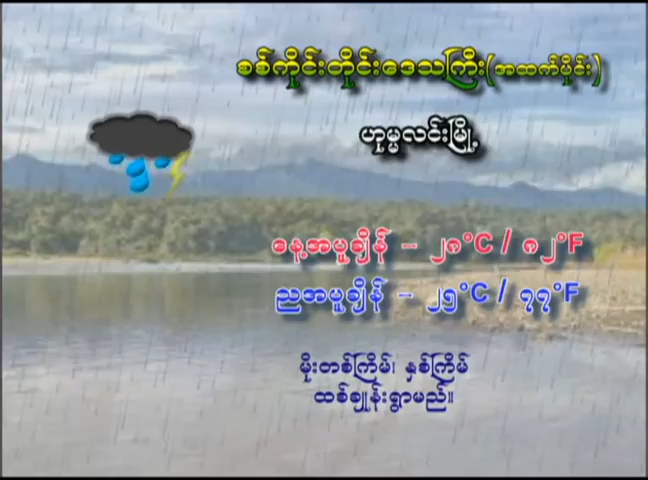 စစ်ကိုင်းတိုင်းဒေသကြီး(အထက်ပိုင်း)
ဟုမ္မလင်းမြို့
နေ့အပူချိန် – ၂၈°C / ၈၂°F
ညအပူချိန် – ၂၅°C / ၇၇°F
မိုးတစ်ကြိမ်၊ နှစ်ကြိမ်
ထစ်ချုန်းရွာမည်။